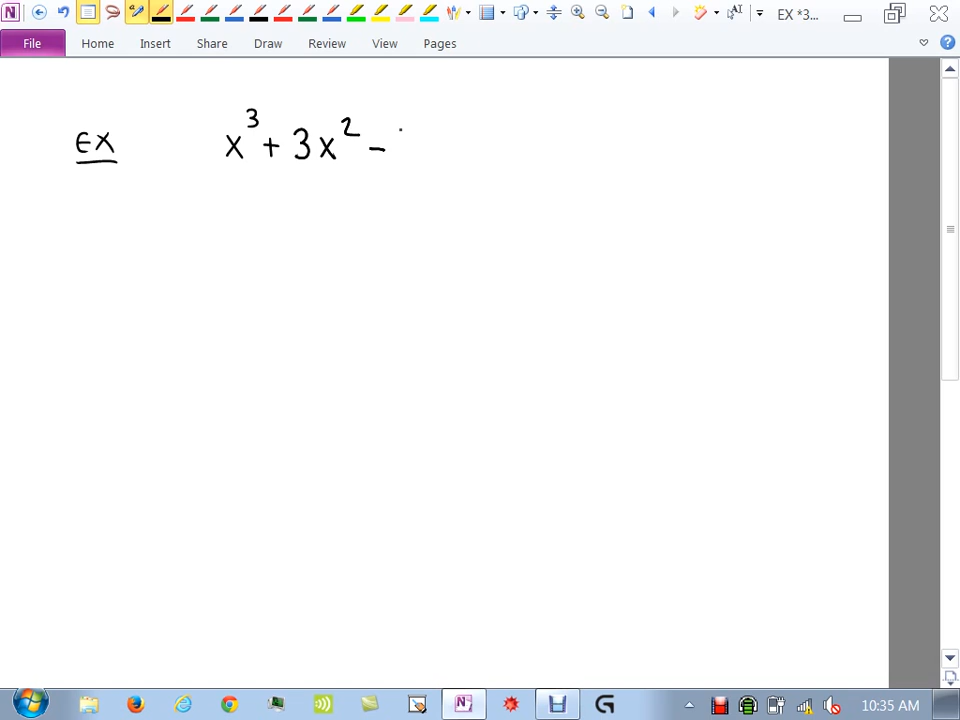 EX *3...
File Home Insert Share Draw Review View Pages
EX x³ + 3x² -
10:35 AM